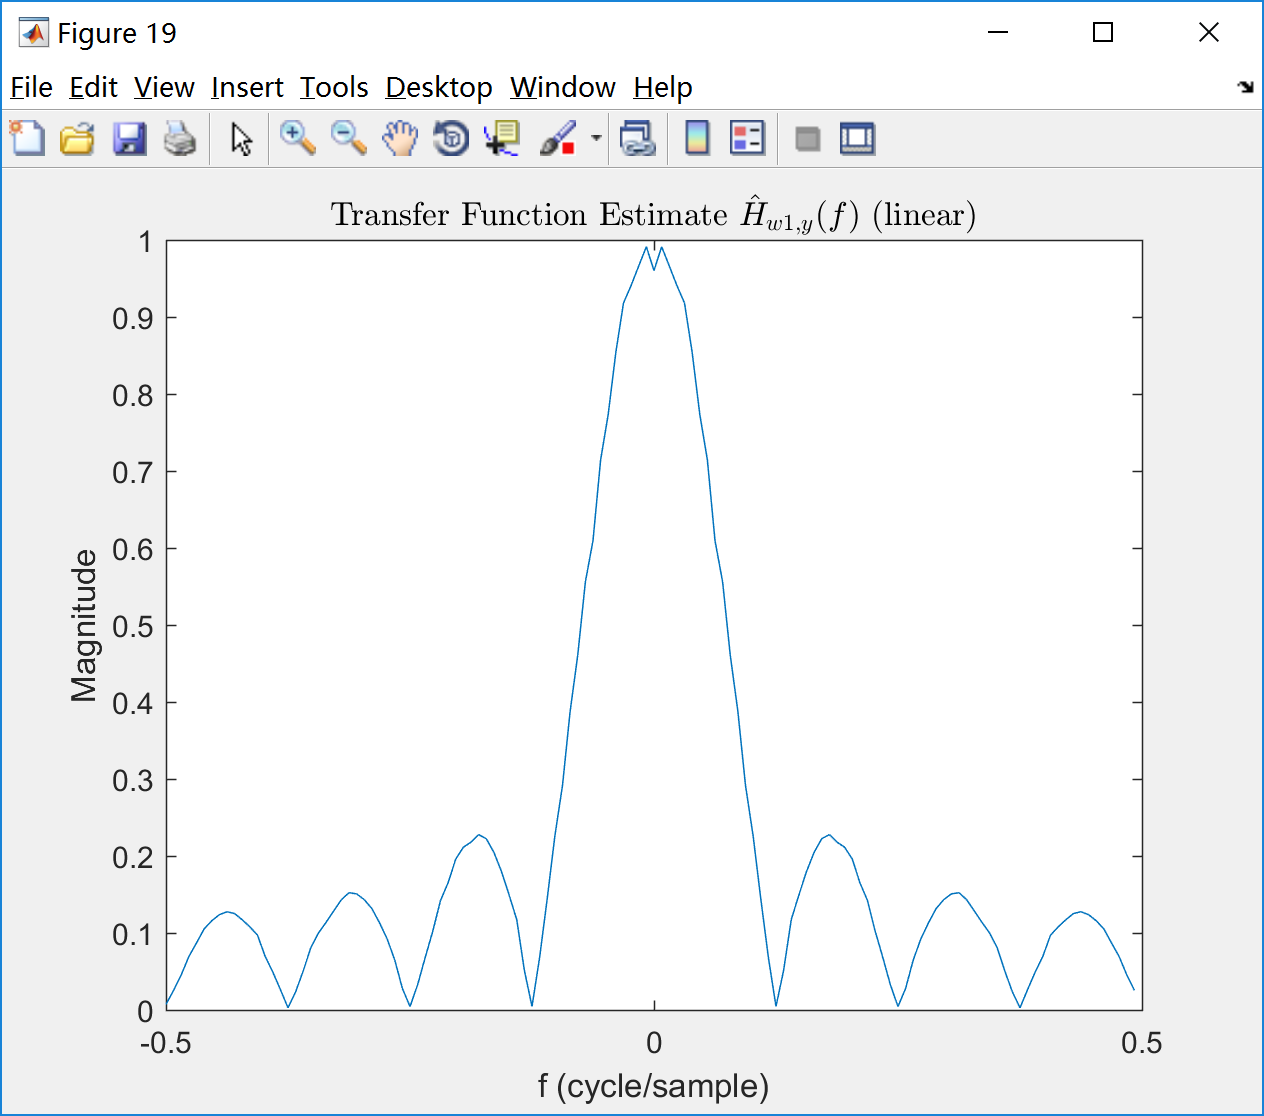 Figure 19
File Edit View Insert Tools Desktop Window Help
Transfer Function Estimate Ĥw1,y(f) (linear)
1
0.9
0.8
0.7
0.6
0.5
0.4
0.3
0.2
0.1
0
Magnitude
-0.5 0 0.5
f (cycle/sample)